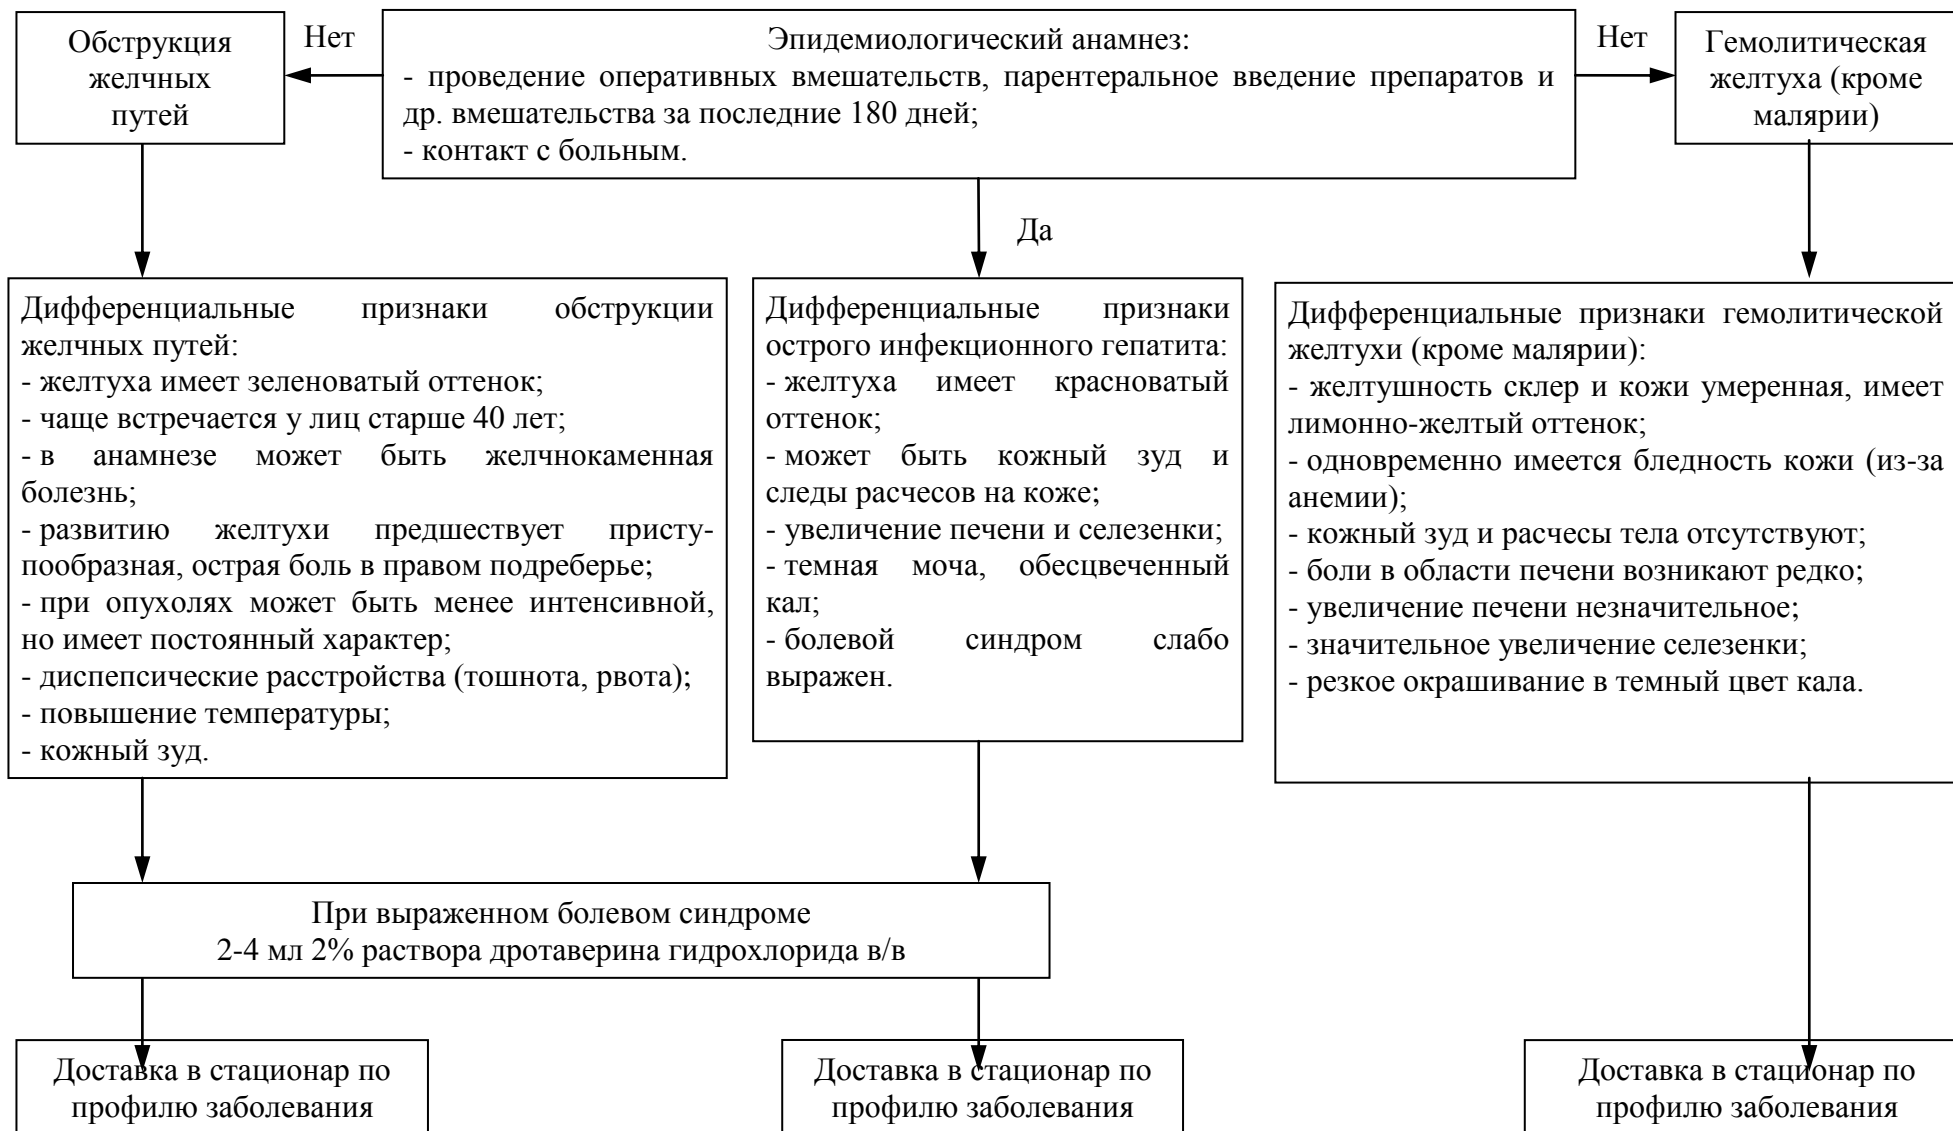 Обструкция
желчных
путей
Нет
Эпидемиологический анамнез:
- проведение оперативных вмешательств, парентеральное введение препаратов и
др. вмешательства за последние 180 дней;
- контакт с больным.
Нет
Гемолитическая
желтуха (кроме
малярии)
Да
Дифференциальные признаки обструкции
желчных путей:
- желтуха имеет зеленоватый оттенок;
- чаще встречается у лиц старше 40 лет;
- в анамнезе может быть желчнокаменная
болезнь;
- развитию желтухи предшествует присту-
пообразная, острая боль в правом подреберье;
- при опухолях может быть менее интенсивной,
но имеет постоянный характер;
- диспепсические расстройства (тошнота, рвота);
- повышение температуры;
- кожный зуд.
Дифференциальные признаки
острого инфекционного гепатита:
- желтуха имеет красноватый
оттенок;
- может быть кожный зуд и
следы расчесов на коже;
- увеличение печени и селезенки;
- темная моча, обесцвеченный
кал;
- болевой синдром слабо
выражен.
Дифференциальные признаки гемолитической
желтухи (кроме малярии):
- желтушность склер и кожи умеренная, имеет
лимонно-желтый оттенок;
- одновременно имеется бледность кожи (из-за
анемии);
- кожный зуд и расчесы тела отсутствуют;
- боли в области печени возникают редко;
- увеличение печени незначительное;
- значительное увеличение селезенки;
- резкое окрашивание в темный цвет кала.
При выраженном болевом синдроме
2-4 мл 2% раствора дротаверина гидрохлорида в/в
Доставка в стационар по
профилю заболевания
Доставка в стационар по
профилю заболевания
Доставка в стационар по
профилю заболевания